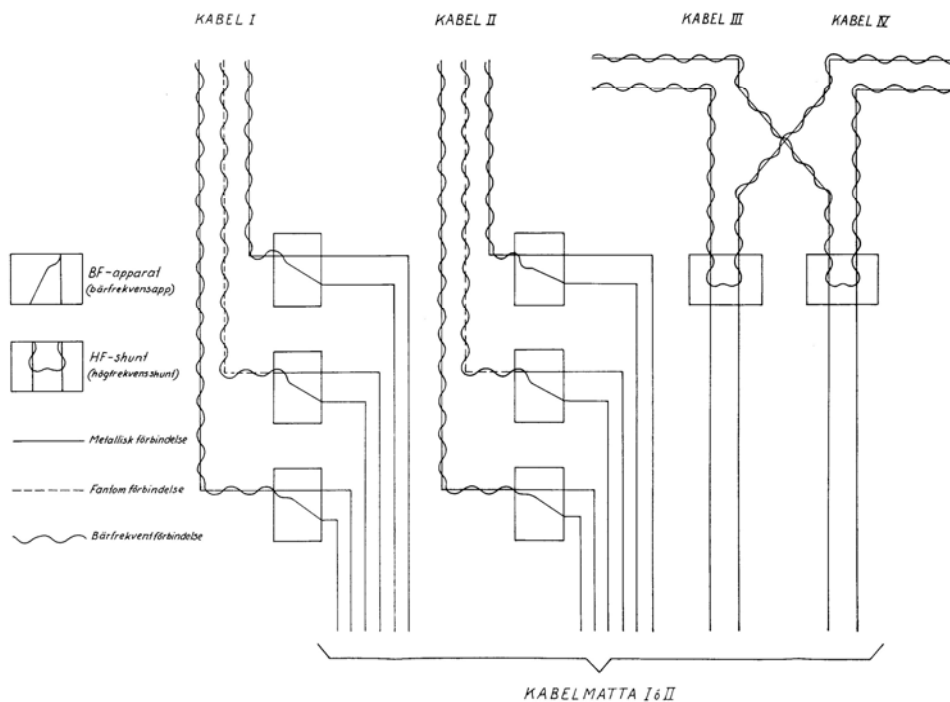 KABEL I
KABEL II
KABEL III
KABEL IV
BF-apparat
(bärfrekvensapp)
HF-shunt
(högfrekvensshunt)
Metallisk förbindelse
Fantom förbindelse
Bärfrekvent förbindelse
KABELMATTA I ó II